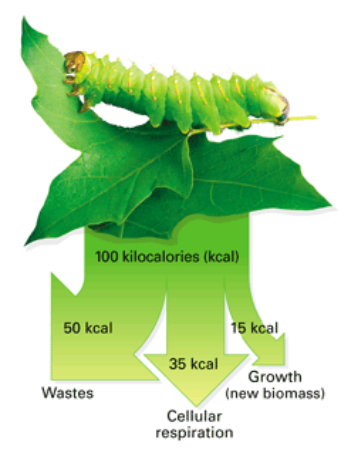 100 kilocalories (kcal)
50 kcal
15 kcal
35 kcal
Wastes
Growth
(new biomass)
Cellular
respiration